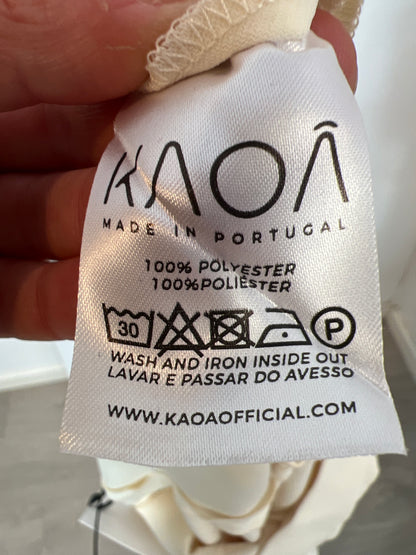 KAOÃ
MADE IN PORTUGAL
100% POLYESTER
100%POLIÉSTER
30 P
WASH AND IRON INSIDE OUT
LAVAR E PASSAR DO AVESSO
WWW.KAOAOFFICIAL.COM